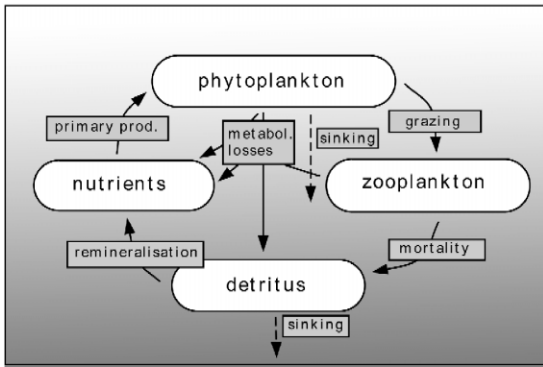 phytoplankton
primary prod.
metabol.
losses
sinking
grazing
nutrients
zooplankton
remineralisation
mortality
detritus
sinking